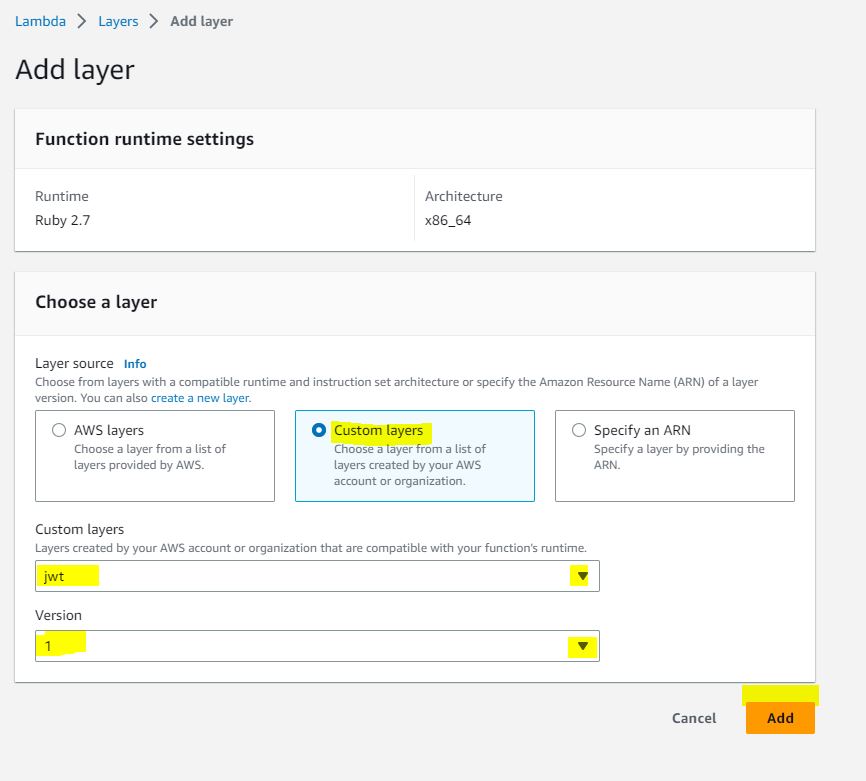 Lambda > Layers > Add layer
Add layer
Function runtime settings
Runtime
Ruby 2.7
Architecture
x86_64
Choose a layer
Layer source Info
Choose from layers with a compatible runtime and instruction set architecture or specify the Amazon Resource Name (ARN) of a layer
version. You can also create a new layer.
AWS layers
Choose a layer from a list of
layers provided by AWS.
Custom layers
Choose a layer from a list of
layers created by your AWS
account or organization.
Specify an ARN
Specify a layer by providing the
ARN.
Custom layers
Layers created by your AWS account or organization that are compatible with your function's runtime.
jwt
Version
1
Cancel
Add